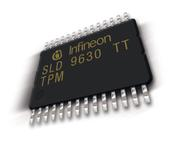 Infineon
SLD 9630 TT
TPM